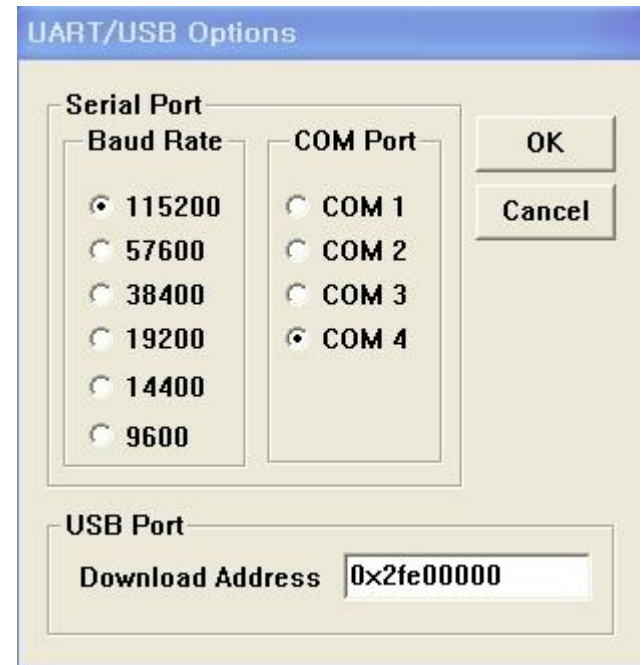 UART/USB Options
Serial Port
Baud Rate
115200
57600
38400
19200
14400
9600
COM Port
COM 1
COM 2
COM 3
COM 4
OK
Cancel
USB Port
Download Address 0x2fe00000